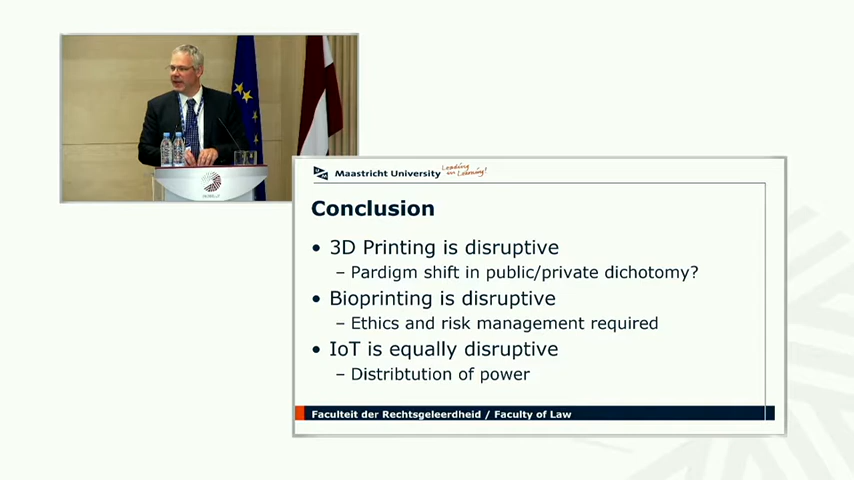 Maastricht University
Leading in Learning!
Conclusion
• 3D Printing is disruptive
– Pardigm shift in public/private dichotomy?
• Bioprinting is disruptive
– Ethics and risk management required
• IoT is equally disruptive
– Distribtution of power
Faculteit der Rechtsgeleerdheid / Faculty of Law